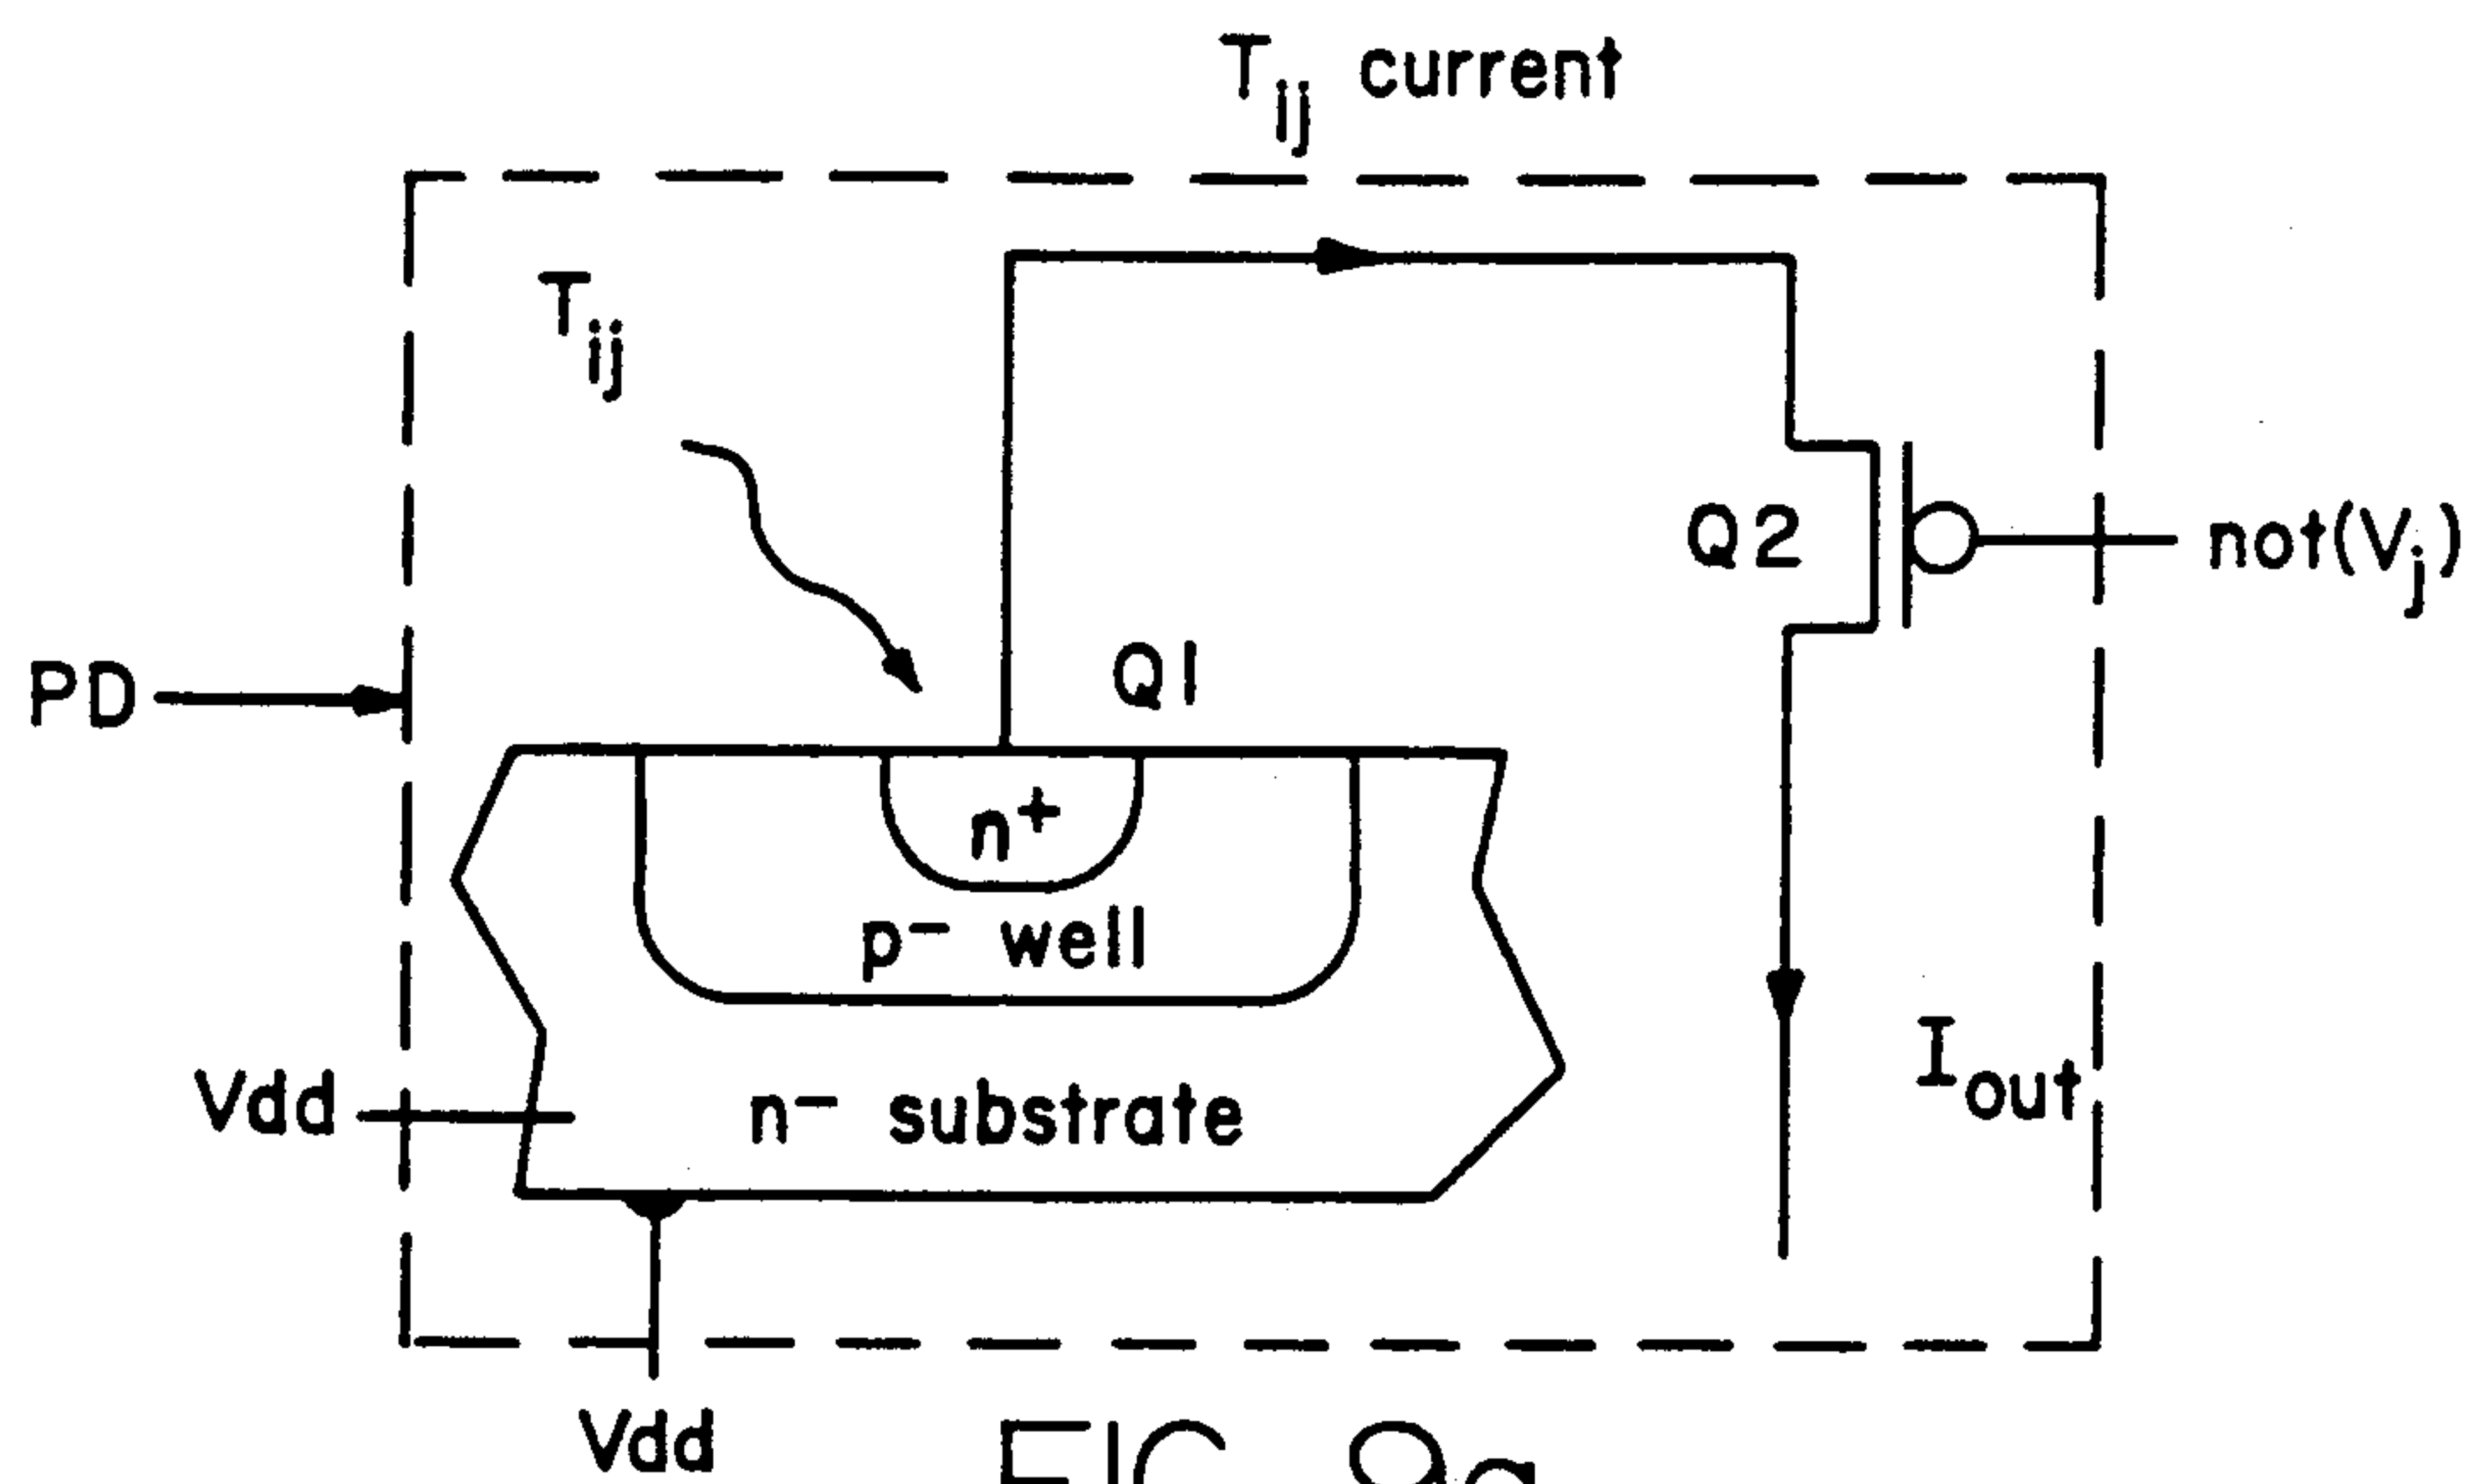 T_ij current
T_ij
Q2
not(V_j)
PD
Q1
n⁺
p⁻ well
Vdd
n⁻ substrate
I_out
Vdd